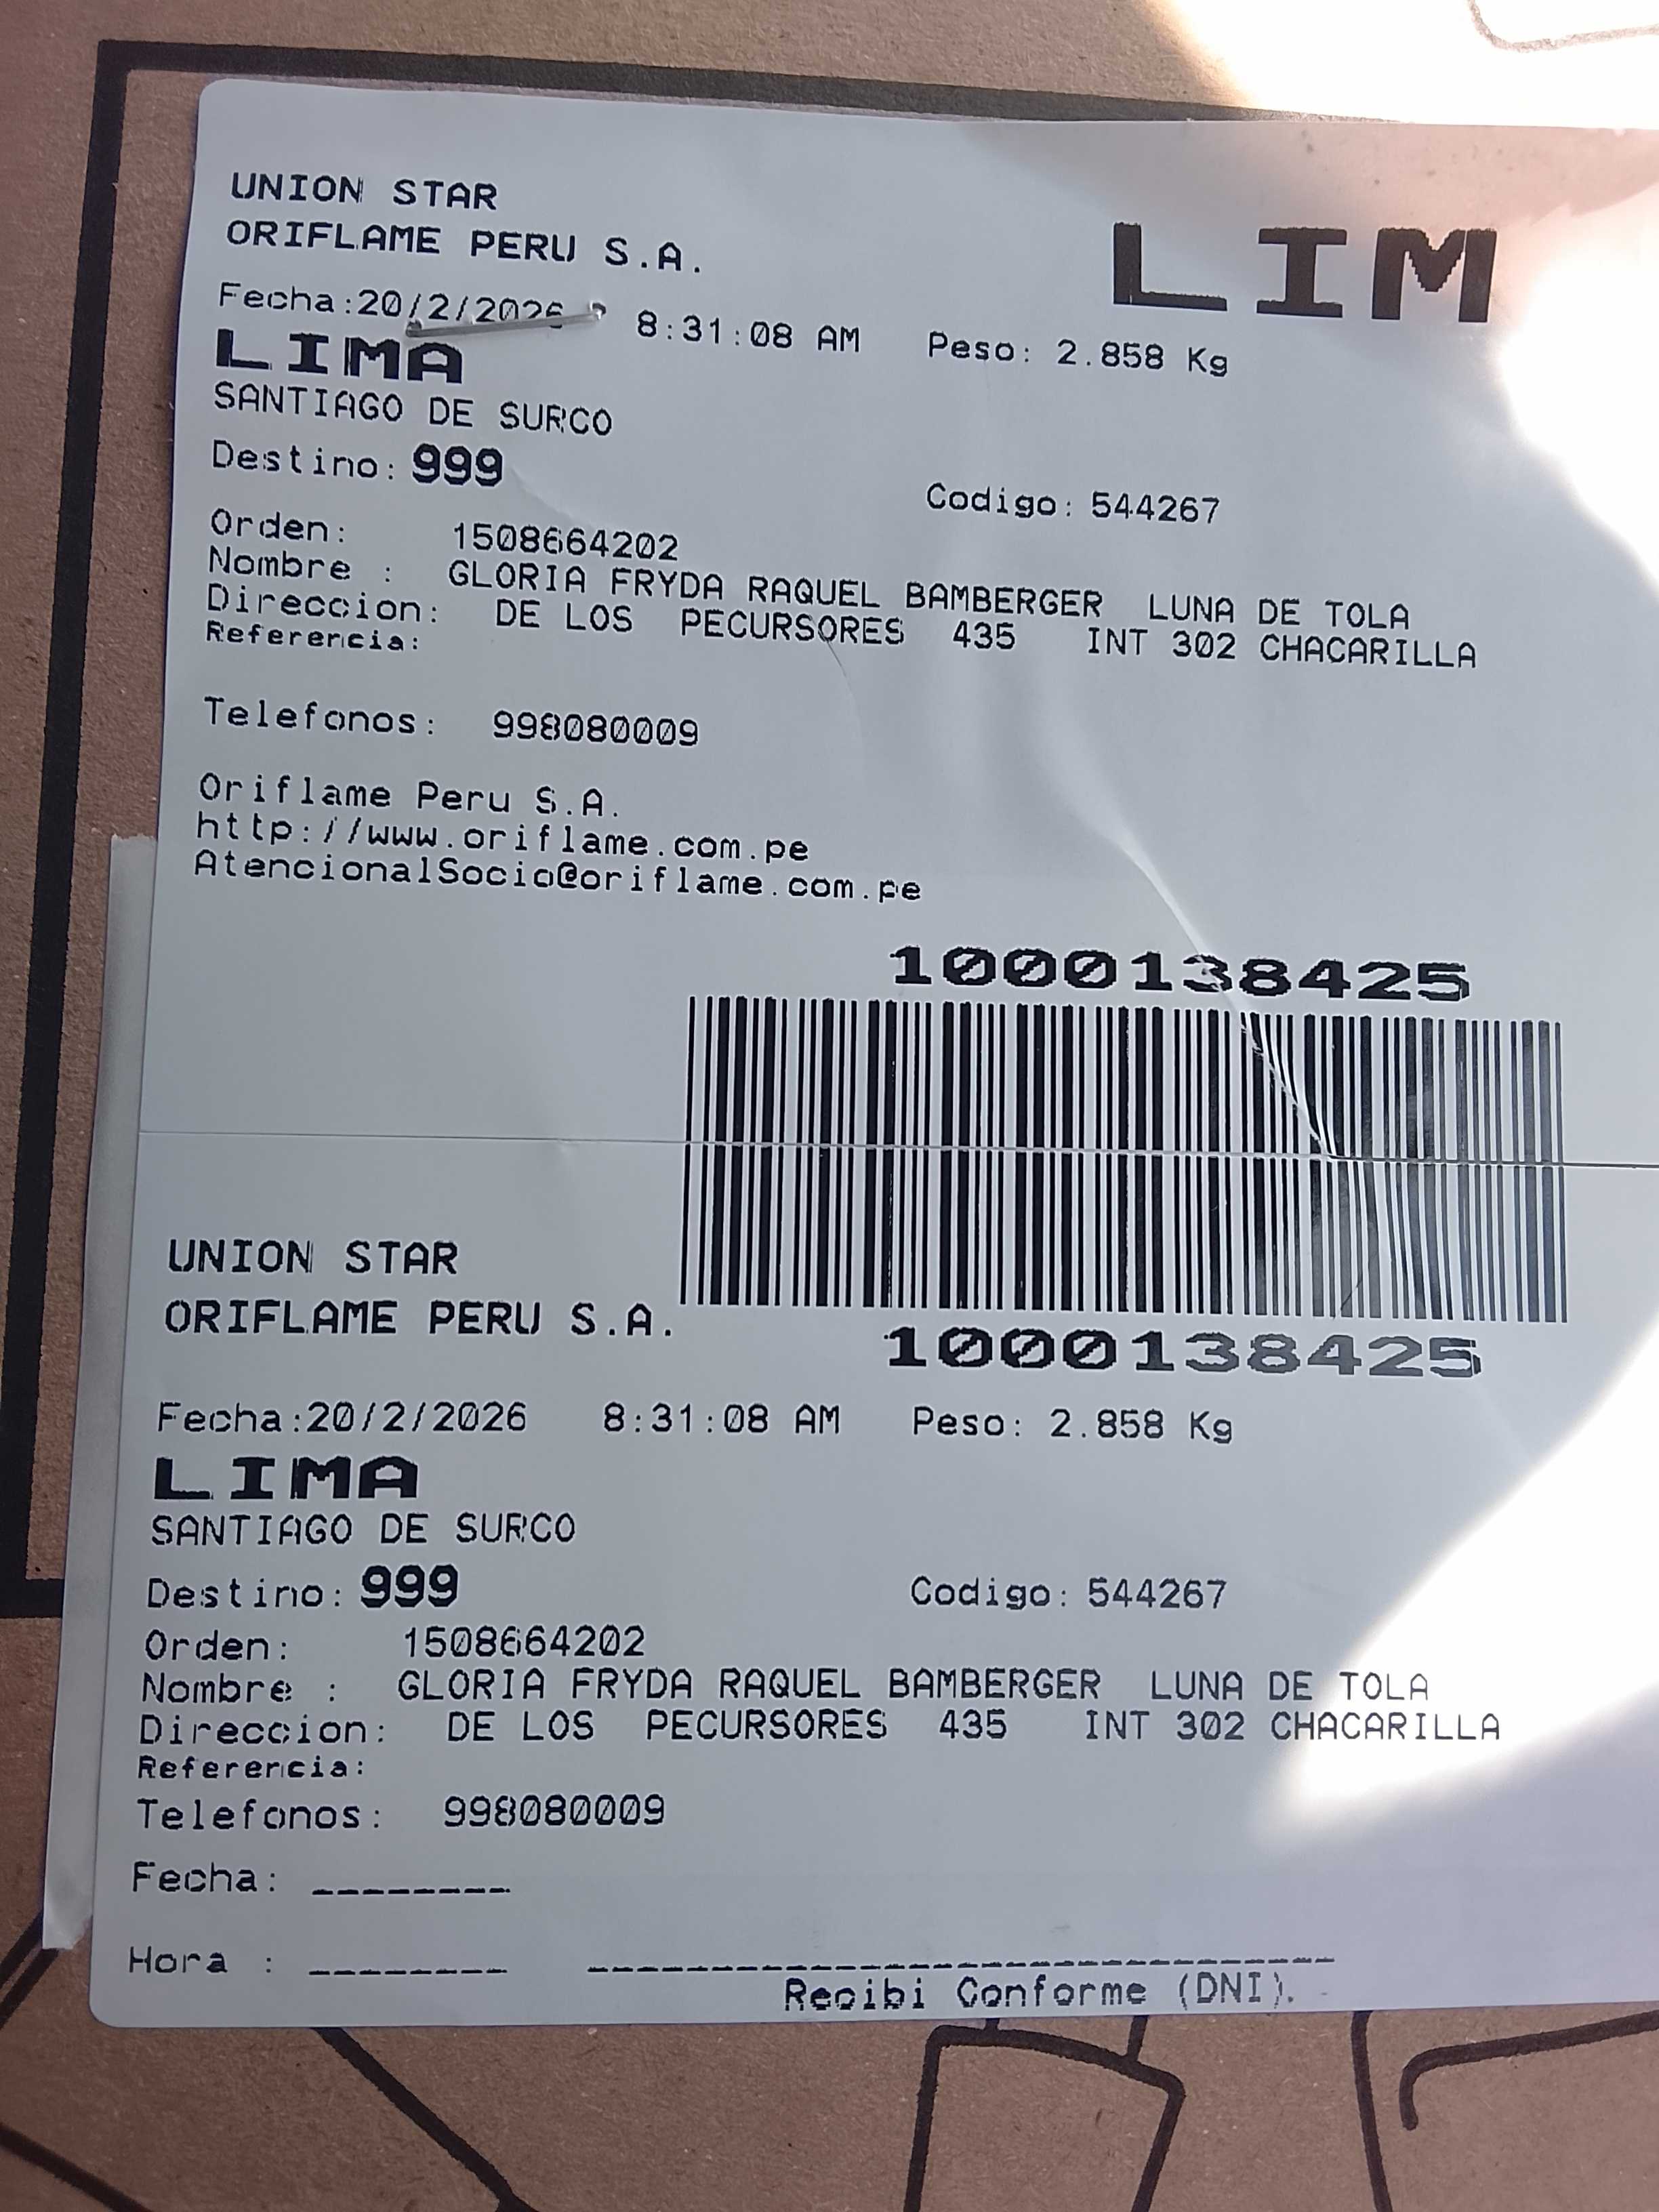 UNION STAR
ORIFLAME PERU S.A.
LIM
Fecha:20/2/2026 8:31:08 AM Peso: 2.858 Kg
LIMA
SANTIAGO DE SURCO
Destino: 999
Codigo: 544267
Orden: 1508664202
Nombre : GLORIA FRYDA RAQUEL BAMBERGER LUNA DE TOLA
Direccion: DE LOS PECURSORES 435 INT 302 CHACARILLA
Referencia:
Telefonos: 998080009
Oriflame Peru S.A.
http://www.oriflame.com.pe
AtencionalSocio@oriflame.com.pe
1000138425
UNION STAR
ORIFLAME PERU S.A.
1000138425
Fecha:20/2/2026 8:31:08 AM Peso: 2.858 Kg
LIMA
SANTIAGO DE SURCO
Destino: 999 Codigo: 544267
Orden: 1508664202
Nombre : GLORIA FRYDA RAQUEL BAMBERGER LUNA DE TOLA
Direccion: DE LOS PECURSORES 435 INT 302 CHACARILLA
Referencia:
Telefonos: 998080009
Fecha: ________
Hora : ________ ______________________________
Recibi Conforme (DNI).